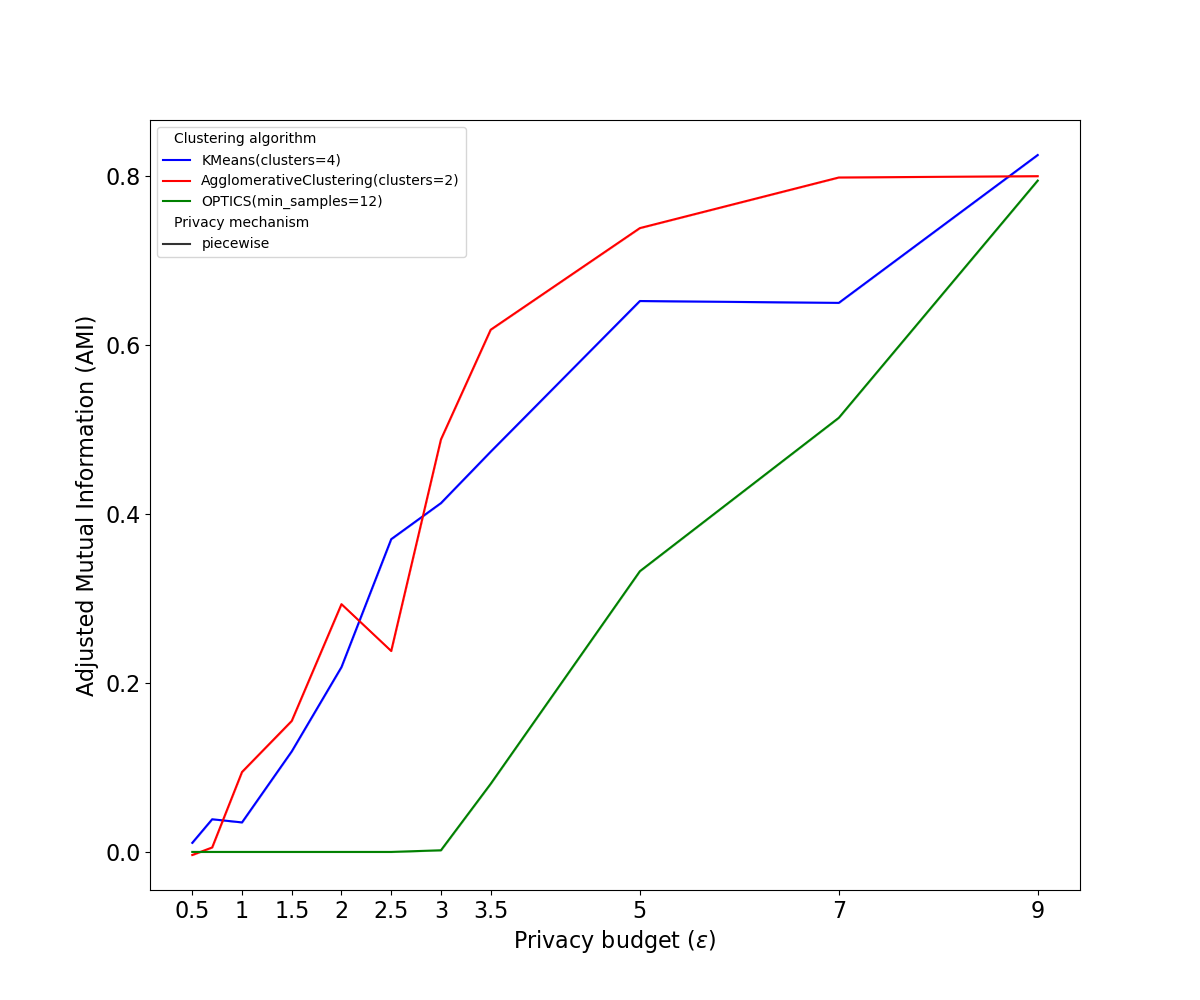 Clustering algorithm
KMeans(clusters=4)
AgglomerativeClustering(clusters=2)
OPTICS(min_samples=12)
Privacy mechanism
piecewise
Adjusted Mutual Information (AMI)
0.8
0.6
0.4
0.2
0.0
0.5 1 1.5 2 2.5 3 3.5 5 7 9
Privacy budget (ε)